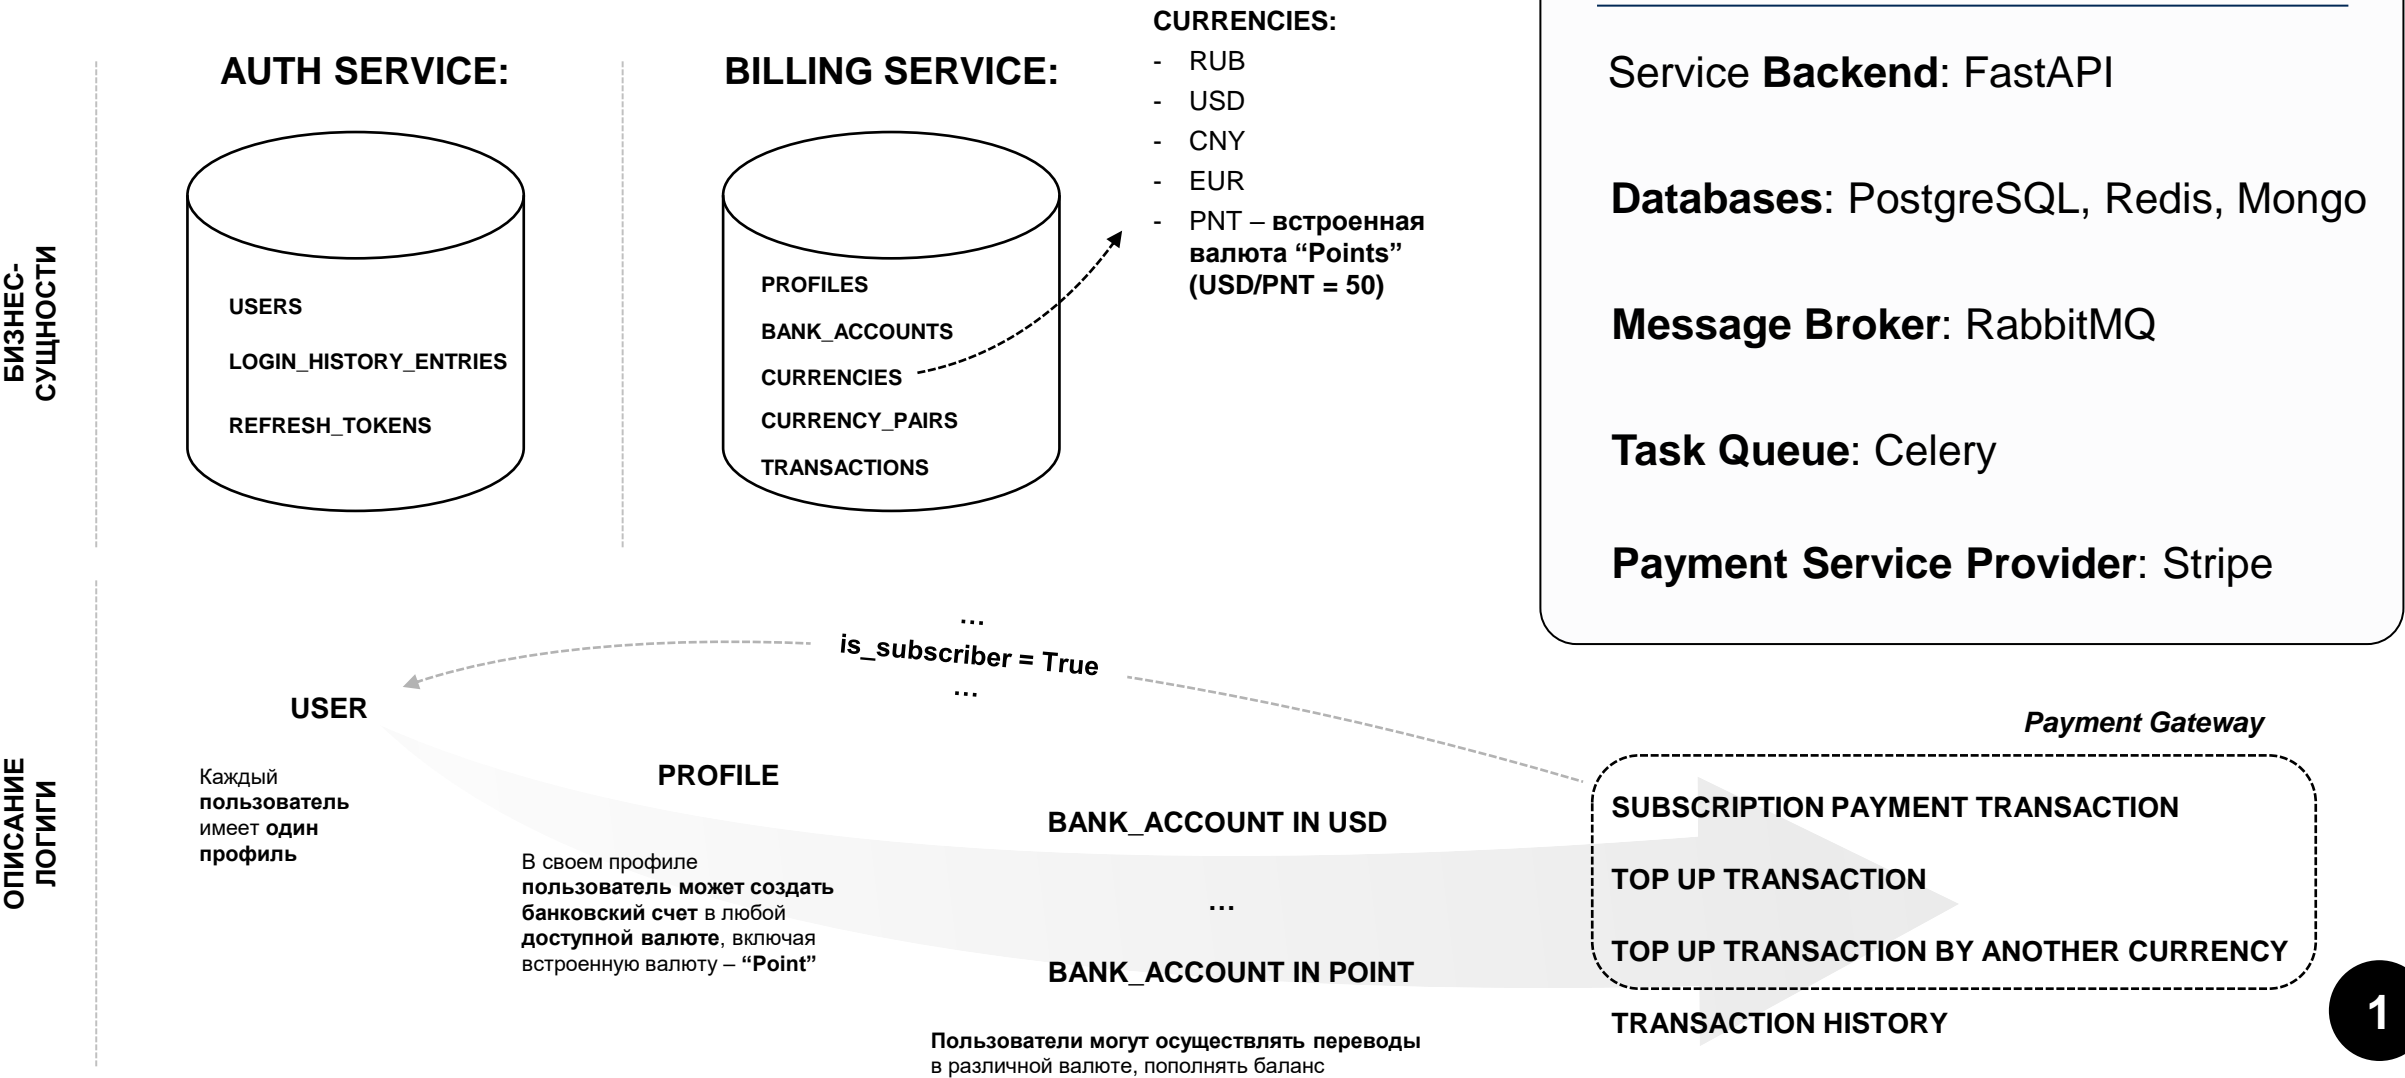 БИЗНЕС-
СУЩНОСТИ
AUTH SERVICE:
USERS
LOGIN_HISTORY_ENTRIES
REFRESH_TOKENS
BILLING SERVICE:
PROFILES
BANK_ACCOUNTS
CURRENCIES
CURRENCY_PAIRS
TRANSACTIONS
CURRENCIES:
- RUB
- USD
- CNY
- EUR
- PNT – встроенная
валюта “Points”
(USD/PNT = 50)
Service Backend: FastAPI
Databases: PostgreSQL, Redis, Mongo
Message Broker: RabbitMQ
Task Queue: Celery
Payment Service Provider: Stripe
ОПИСАНИЕ
ЛОГИГИ
…
is_subscriber = True
…
USER
Каждый
пользователь
имеет один
профиль
PROFILE
В своем профиле
пользователь может создать
банковский счет в любой
доступной валюте, включая
встроенную валюту – “Point”
BANK_ACCOUNT IN USD
…
BANK_ACCOUNT IN POINT
Пользователи могут осуществлять переводы
в различной валюте, пополнять баланс
Payment Gateway
SUBSCRIPTION PAYMENT TRANSACTION
TOP UP TRANSACTION
TOP UP TRANSACTION BY ANOTHER CURRENCY
TRANSACTION HISTORY
1